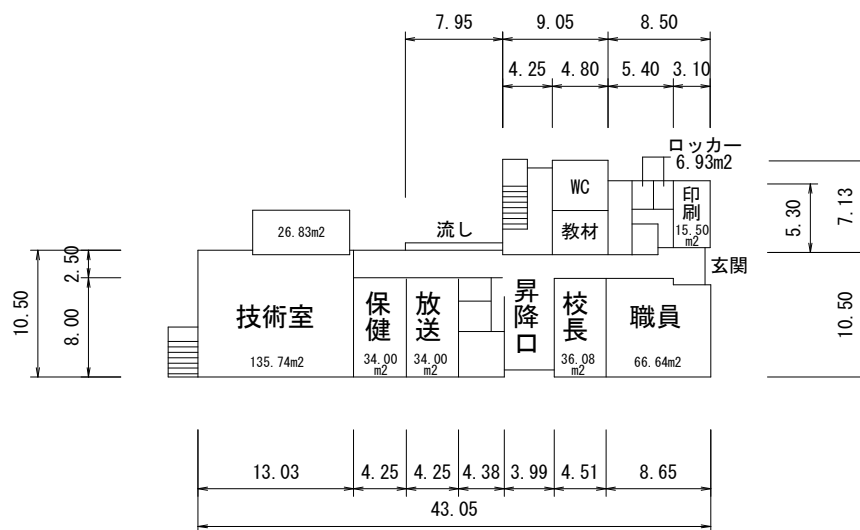 7.95 9.05 8.50
4.25 4.80 5.40 3.10
ロッカー
6.93m2
WC
印刷
15.50
m2
教材
流し
26.83m2
玄関
5.30
7.13
10.50
2.50
8.00
10.50
技術室
135.74m2
保健
34.00
m2
放送
34.00
m2
昇降口
校長
36.08
m2
職員
66.64m2
13.03 4.25 4.25 4.38 3.99 4.51 8.65
43.05